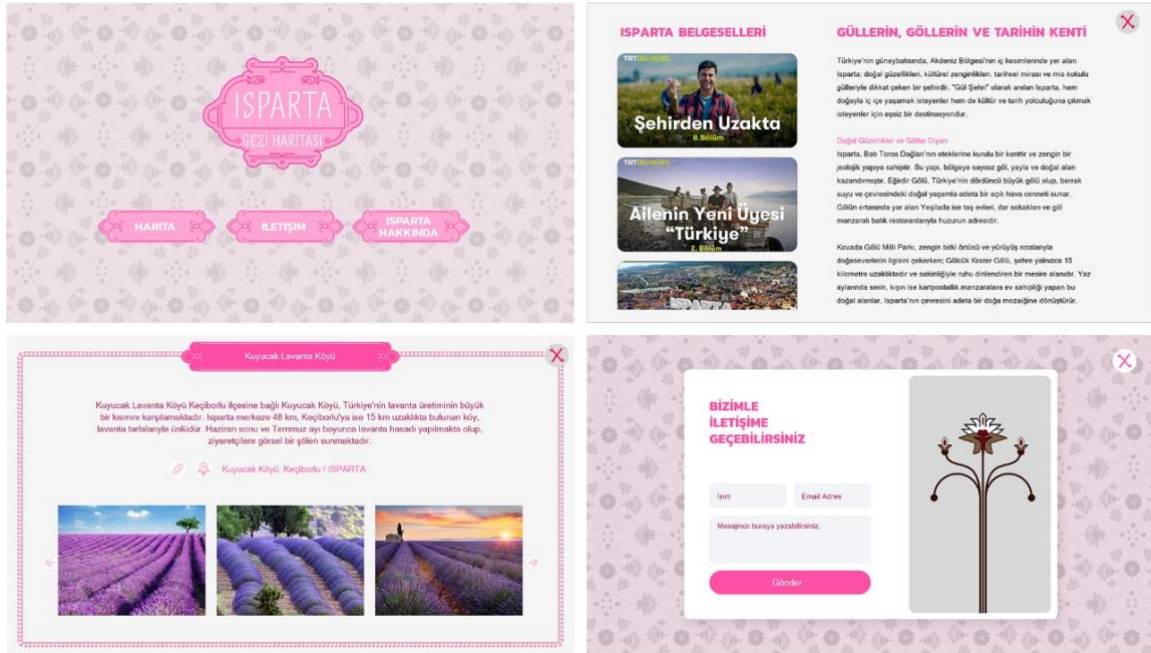 ISPARTA
GEZİ HARİTASI
HARİTA
İLETİŞİM
ISPARTA
HAKKINDA
ISPARTA BELGESELLERİ
TRT BELGESEL
Şehirden Uzakta
8.Bölüm
TRT BELGESEL
Ailenin Yeni Üyesi
“Türkiye”
2. Bölüm
ISPARTA
GÜLLERİN, GÖLLERİN VE TARİHİN KENTİ
Türkiye'nin güneybatısında, Akdeniz Bölgesi'nin iç kesimlerinde yer alan
Isparta; doğal güzellikleri, kültürel zenginlikleri, tarihsel mirası ve mis kokulu
gülleriyle dikkat çeken bir şehirdir. "Gül Şehri" olarak anılan Isparta, hem
doğayla iç içe yaşamak isteyenler hem de kültür ve tarih yolculuğuna çıkmak
isteyenler için eşsiz bir destinasyondur.
Doğal Güzellikler ve Göller Diyarı
Isparta, Batı Toros Dağları'nın eteklerine kurulu bir kenttir ve zengin bir
jeolojik yapıya sahiptir. Bu yapı, bölgeye sayısız göl, yayla ve doğal alan
kazandırmıştır. Eğirdir Gölü, Türkiye'nin dördüncü büyük gölü olup, berrak
suyu ve çevresindeki doğal yaşamla adeta bir açık hava cenneti sunar.
Gölün ortasında yer alan Yeşilada ise taş evleri, dar sokakları ve göl
manzaralı balık restoranlarıyla huzurun adresidir.
Kovada Gölü Milli Parkı, zengin bitki örtüsü ve yürüyüş rotalarıyla
doğaseverlerin ilgisini çekerken; Gölcük Krater Gölü, şehre yalnızca 15
kilometre uzaklıktadır ve sakinliğiyle ruhu dinlendiren bir mesire alanıdır. Yaz
aylarında serin, kışın ise kartpostallık manzaralara ev sahipliği yapan bu
doğal alanlar, Isparta'nın çevresini adeta bir doğa mozaiğine dönüştürür.
Kuyucak Lavanta Köyü
Kuyucak Lavanta Köyü Keçiborlu ilçesine bağlı Kuyucak Köyü, Türkiye'nin lavanta üretiminin büyük
bir kısmını karşılamaktadır. Isparta merkeze 48 km, Keçiborlu'ya ise 15 km uzaklıkta bulunan köy,
lavanta tarlalarıyla ünlüdür. Haziran sonu ve Temmuz ayı boyunca lavanta hasadı yapılmakta olup,
ziyaretçilere görsel bir şölen sunmaktadır.
Kuyucak Köyü, Keçiborlu / ISPARTA
BİZİMLE
İLETİŞİME
GEÇEBİLİRSİNİZ
İsim
Email Adres
Mesajınızı buraya yazabilirsiniz.
Gönder